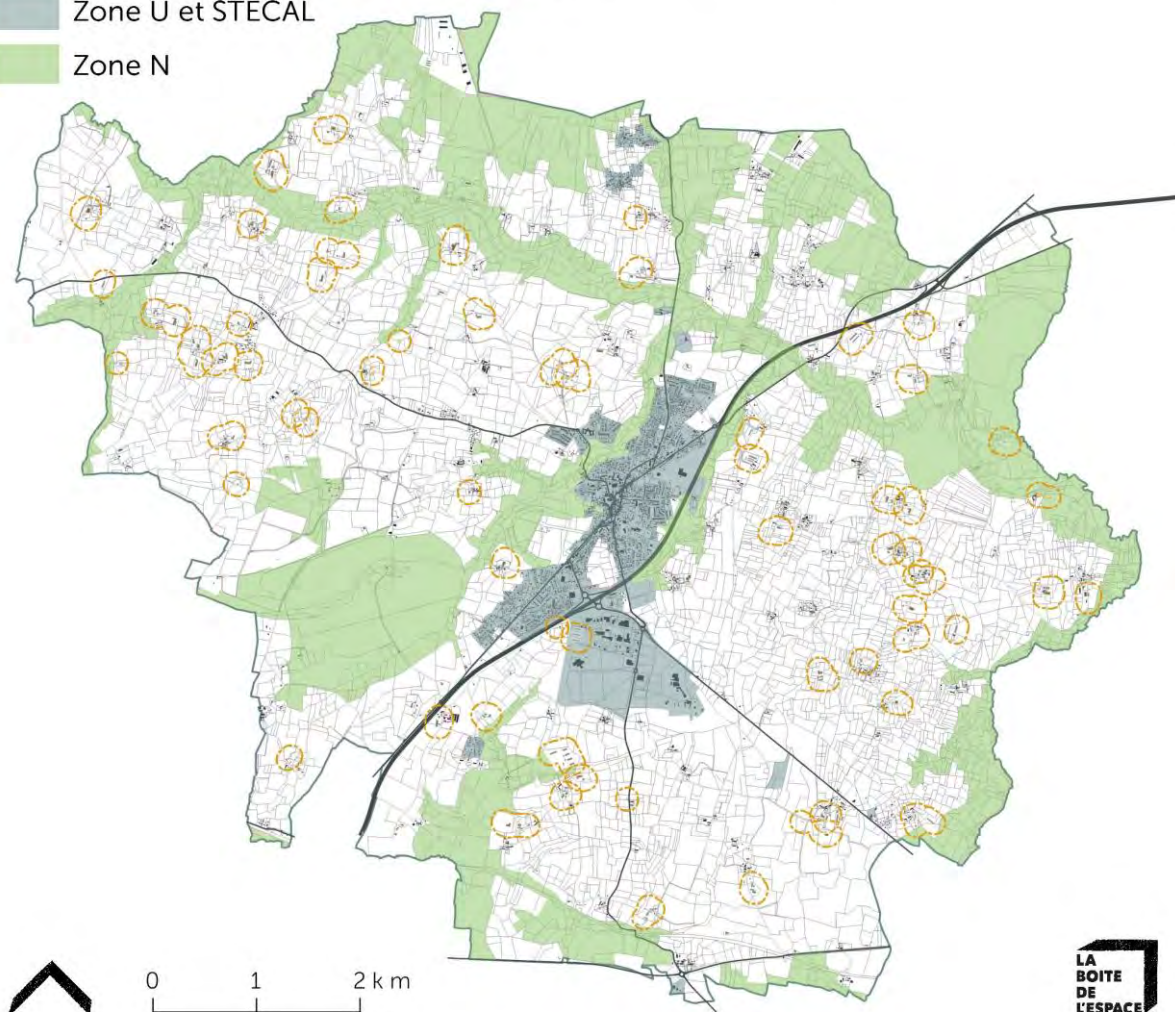 Zone U et STECAL
Zone N
0 1 2 km
LA
BOITE
DE
L'ESPACE